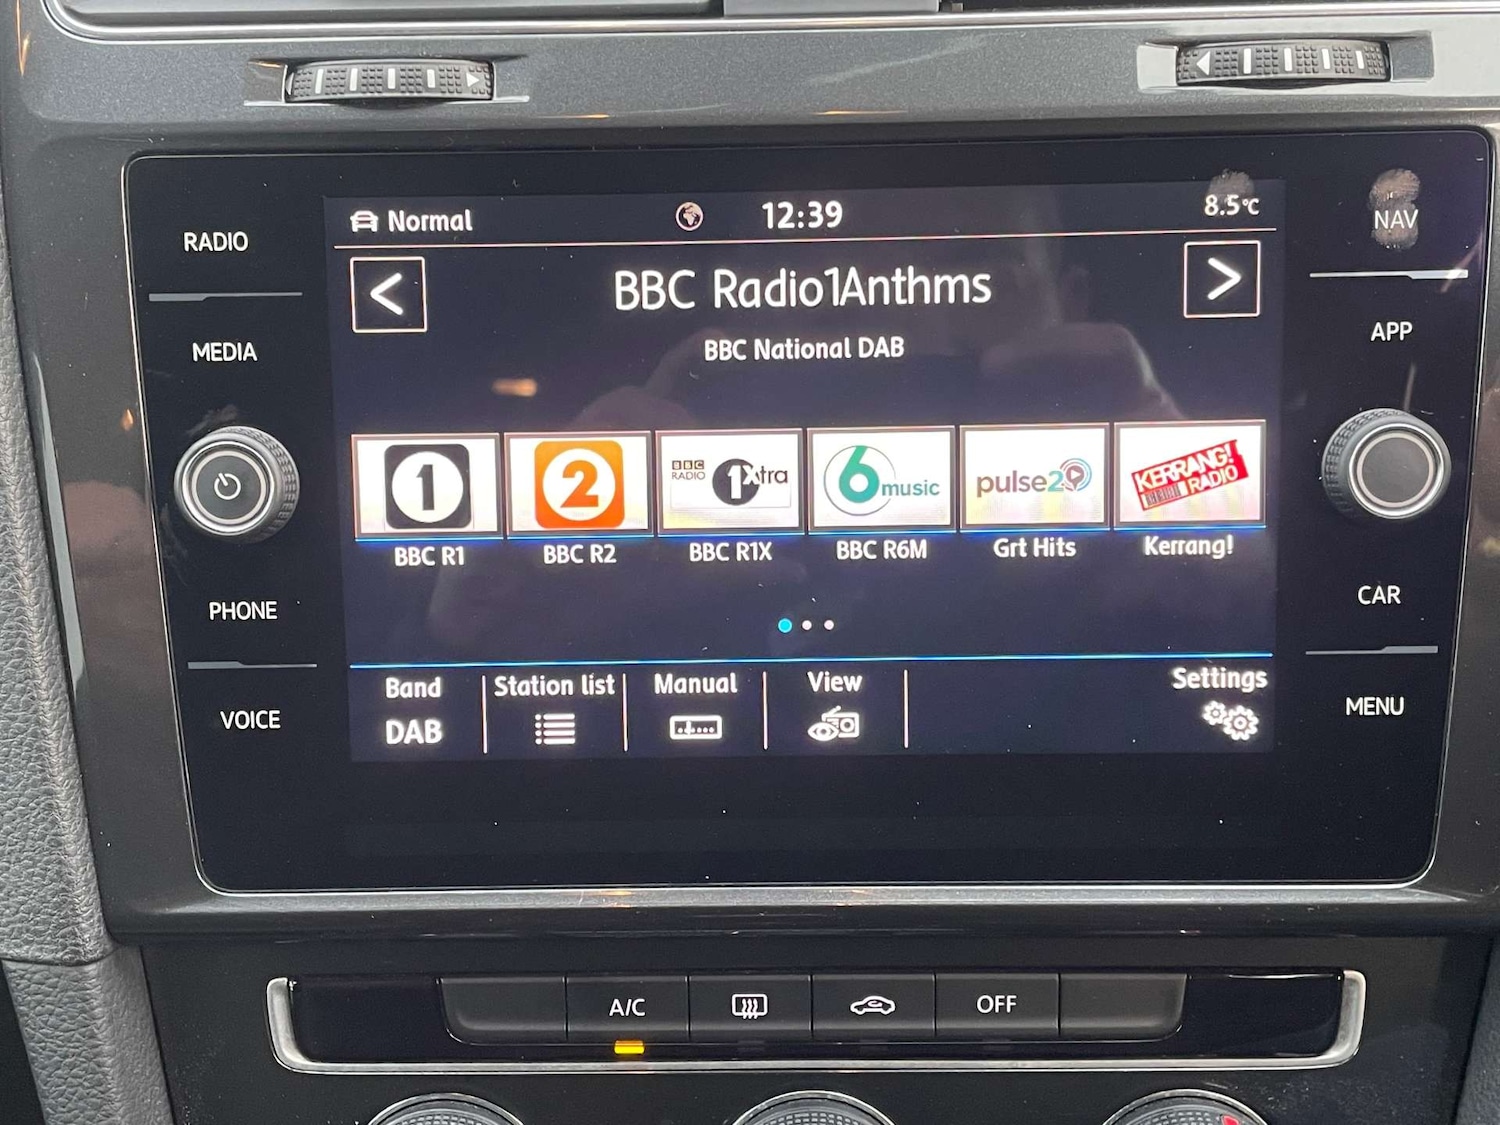 Normal 12:39 8.5°C
RADIO
NAV
< BBC Radio1Anthms >
BBC National DAB
MEDIA
APP
1
2
BBC RADIO 1Xtra
6music
pulse2
KERRANG! RADIO
BBC R1
BBC R2
BBC R1X
BBC R6M
Grt Hits
Kerrang!
PHONE
CAR
Band
Station list
Manual
View
Settings
DAB
VOICE
MENU
A/C
OFF